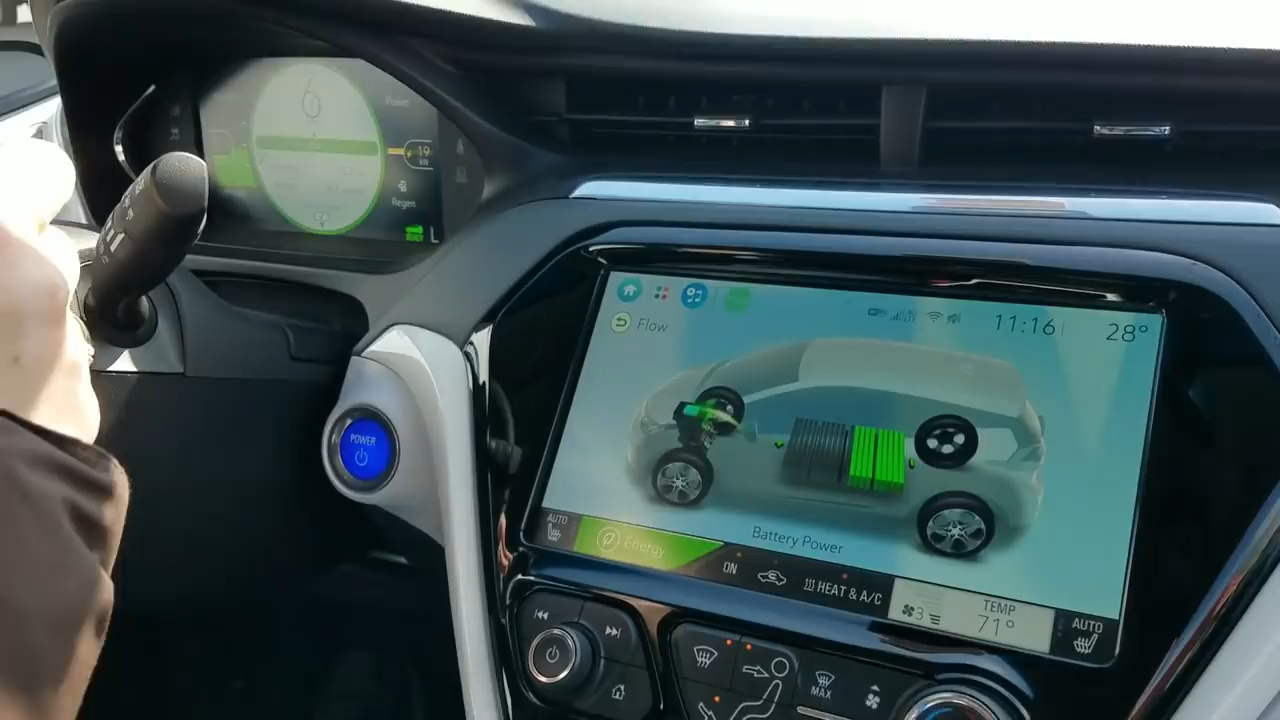 Power
19
kW
Regen
L
11:16
28°
Flow
POWER
Battery Power
AUTO
Energy
ON
HEAT & A/C
3
TEMP
71°
AUTO
MAX